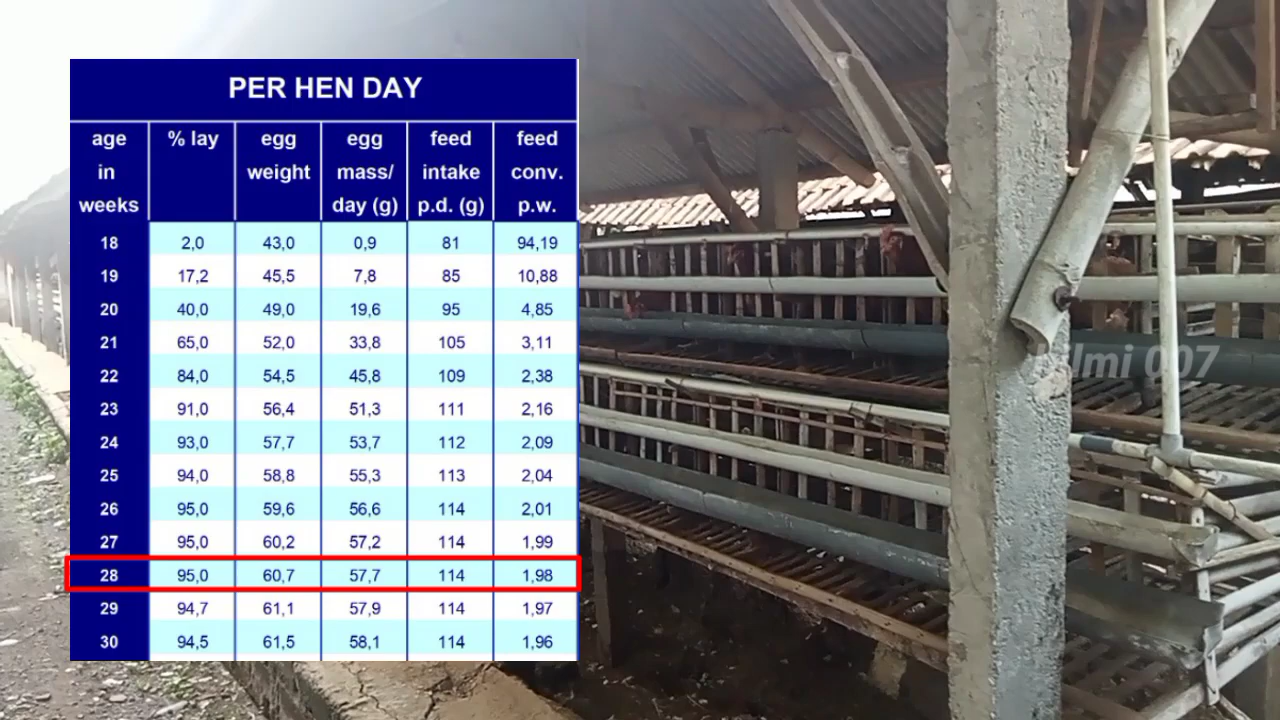 PER HEN DAY
age in weeks % lay egg weight egg mass/ day (g) feed intake p.d. (g) feed conv. p.w.
18 2,0 43,0 0,9 81 94,19
19 17,2 45,5 7,8 85 10,88
20 40,0 49,0 19,6 95 4,85
21 65,0 52,0 33,8 105 3,11
22 84,0 54,5 45,8 109 2,38
23 91,0 56,4 51,3 111 2,16
24 93,0 57,7 53,7 112 2,09
25 94,0 58,8 55,3 113 2,04
26 95,0 59,6 56,6 114 2,01
27 95,0 60,2 57,2 114 1,99
28 95,0 60,7 57,7 114 1,98
29 94,7 61,1 57,9 114 1,97
30 94,5 61,5 58,1 114 1,96
007